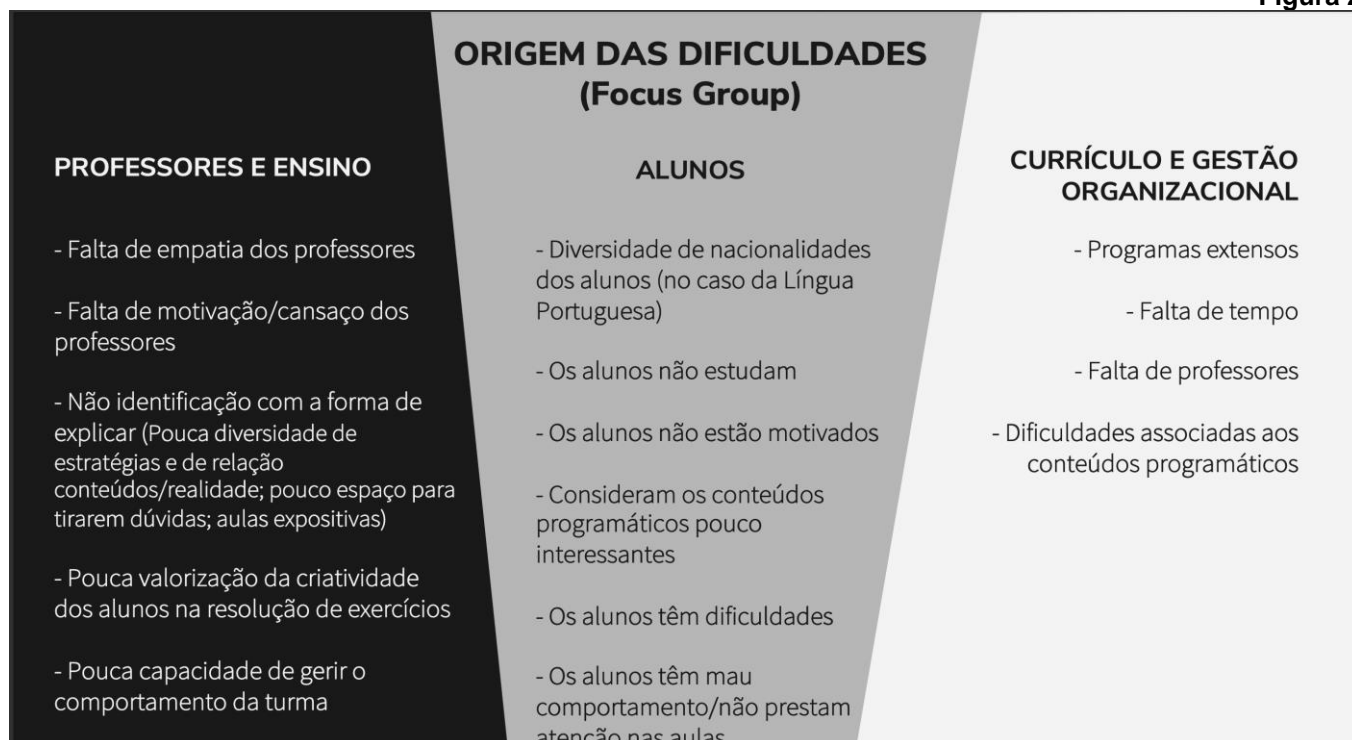 Figura
ORIGEM DAS DIFICULDADES
(Focus Group)
PROFESSORES E ENSINO
- Falta de empatia dos professores
- Falta de motivação/cansaço dos
professores
- Não identificação com a forma de
explicar (Pouca diversidade de
estratégias e de relação
conteúdos/realidade; pouco espaço para
tirarem dúvidas; aulas expositivas)
- Pouca valorização da criatividade
dos alunos na resolução de exercícios
- Pouca capacidade de gerir o
comportamento da turma
ALUNOS
- Diversidade de nacionalidades
dos alunos (no caso da Língua
Portuguesa)
- Os alunos não estudam
- Os alunos não estão motivados
- Consideram os conteúdos
programáticos pouco
interessantes
- Os alunos têm dificuldades
- Os alunos têm mau
comportamento/não prestam
atenção nas aulas
CURRÍCULO E GESTÃO
ORGANIZACIONAL
- Programas extensos
- Falta de tempo
- Falta de professores
- Dificuldades associadas aos
conteúdos programáticos